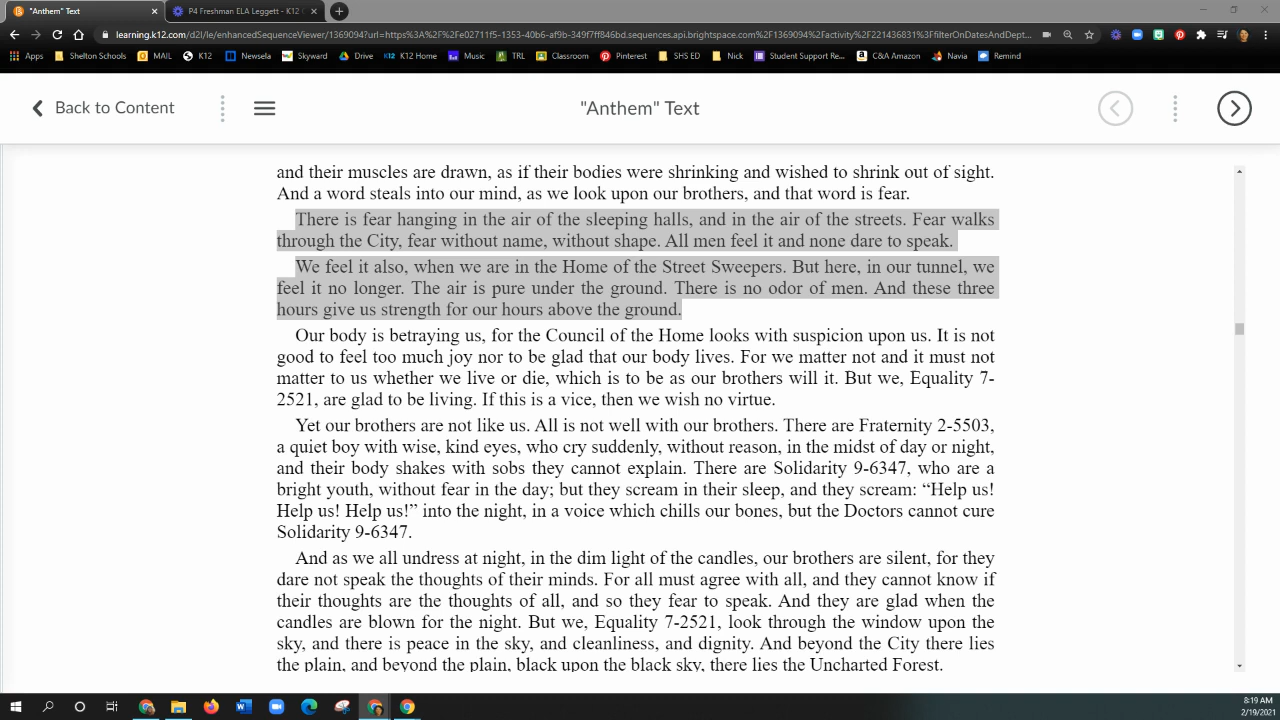 "Anthem" Text
P4 Freshman ELA Leggett - K12
learning.k12.com/d2l/le/enhancedSequenceViewer/1369094?url=https%3A%2F%2Fe02711f5-1353-40b6-af9b-349f7ff846bd.sequences.api.brightspace.com%2F1369094%2Factivity%2F221436831%3FfilterOnDatesAndDept...
Apps Shelton Schools MAIL K12 Newsela Skyward Drive K12 Home Music TRL Classroom Pinterest SHS ED Nick Student Support Re... C&A Amazon Navia Remind
Back to Content
"Anthem" Text
and their muscles are drawn, as if their bodies were shrinking and wished to shrink out of sight.
And a word steals into our mind, as we look upon our brothers, and that word is fear.
There is fear hanging in the air of the sleeping halls, and in the air of the streets. Fear walks
through the City, fear without name, without shape. All men feel it and none dare to speak.
We feel it also, when we are in the Home of the Street Sweepers. But here, in our tunnel, we
feel it no longer. The air is pure under the ground. There is no odor of men. And these three
hours give us strength for our hours above the ground.
Our body is betraying us, for the Council of the Home looks with suspicion upon us. It is not
good to feel too much joy nor to be glad that our body lives. For we matter not and it must not
matter to us whether we live or die, which is to be as our brothers will it. But we, Equality 7-
2521, are glad to be living. If this is a vice, then we wish no virtue.
Yet our brothers are not like us. All is not well with our brothers. There are Fraternity 2-5503,
a quiet boy with wise, kind eyes, who cry suddenly, without reason, in the midst of day or night,
and their body shakes with sobs they cannot explain. There are Solidarity 9-6347, who are a
bright youth, without fear in the day; but they scream in their sleep, and they scream: “Help us!
Help us! Help us!” into the night, in a voice which chills our bones, but the Doctors cannot cure
Solidarity 9-6347.
And as we all undress at night, in the dim light of the candles, our brothers are silent, for they
dare not speak the thoughts of their minds. For all must agree with all, and they cannot know if
their thoughts are the thoughts of all, and so they fear to speak. And they are glad when the
candles are blown for the night. But we, Equality 7-2521, look through the window upon the
sky, and there is peace in the sky, and cleanliness, and dignity. And beyond the City there lies
the plain, and beyond the plain, black upon the black sky, there lies the Uncharted Forest.
8:19 AM
2/19/2021